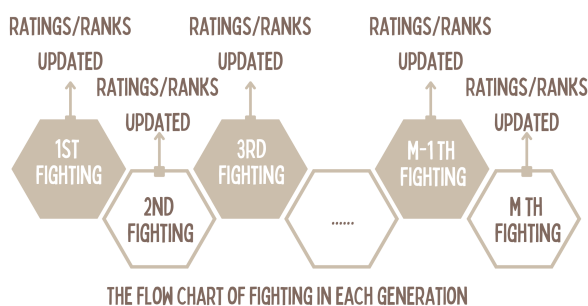 RATINGS/RANKS
UPDATED
RATINGS/RANKS
UPDATED
RATINGS/RANKS
UPDATED
RATINGS/RANKS
UPDATED
RATINGS/RANKS
UPDATED
1ST
FIGHTING
2ND
FIGHTING
3RD
FIGHTING
......
M-1 TH
FIGHTING
M TH
FIGHTING
THE FLOW CHART OF FIGHTING IN EACH GENERATION